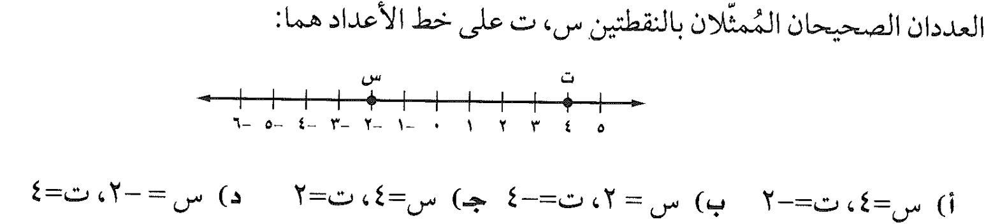 العددان الصحيحان المُمثّلان بالنقطتين س، ت على خط الأعداد هما:
س ت
٦– ٥– ٤– ٣– ٢– ١– ٠ ١ ٢ ٣ ٤ ٥
أ) س=٤، ت=–٢ ب) س = ٢، ت=–٤ جـ) س=٤، ت=٢ د) س = –٢، ت=٤